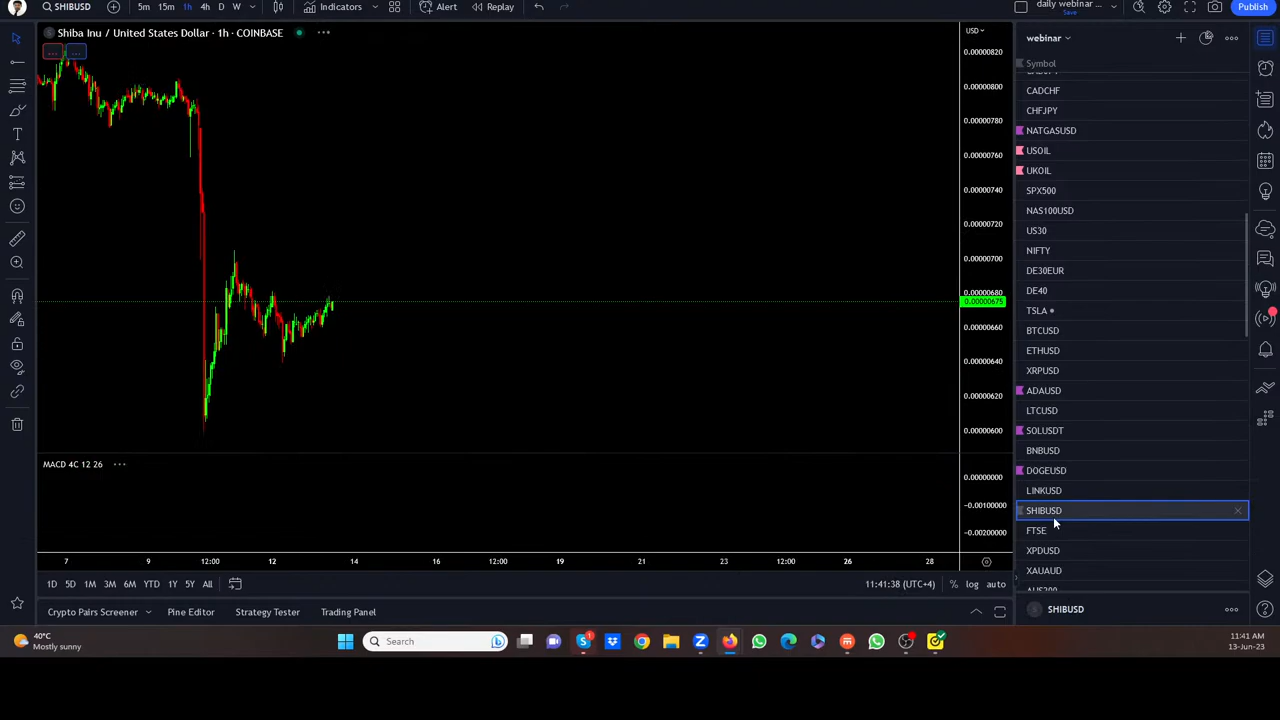 SHIBUSD 5m 15m 1h 4h D W Indicators Alert Replay daily webinar ... Save Publish
Shiba Inu / United States Dollar · 1h · COINBASE
USD
webinar
Symbol
CADCHF
CHFJPY
NATGASUSD
USOIL
UKOIL
SPX500
NAS100USD
US30
NIFTY
DE30EUR
DE40
TSLA
BTCUSD
ETHUSD
XRPUSD
ADAUSD
LTCUSD
SOLUSDT
BNBUSD
DOGEUSD
LINKUSD
SHIBUSD
FTSE
XPDUSD
XAUAUD
0.00000820
0.00000800
0.00000780
0.00000760
0.00000740
0.00000720
0.00000700
0.00000680
0.00000675
0.00000660
0.00000640
0.00000620
0.00000600
MACD 4C 12 26
0.00000000
-0.00100000
-0.00200000
7 9 12:00 12 12:00 14 16 12:00 19 12:00 21 23 12:00 26 28
1D 5D 1M 3M 6M YTD 1Y 5Y All 11:41:38 (UTC+4) % log auto
Crypto Pairs Screener Pine Editor Strategy Tester Trading Panel
SHIBUSD
40°C
Mostly sunny
Search
11:41 AM
13-Jun-23